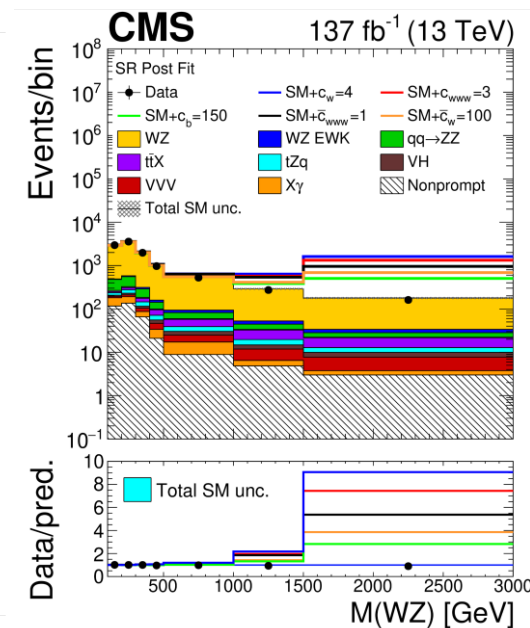 CMS 137 fb⁻¹ (13 TeV)
Events/bin
10⁸
10⁷
10⁶
10⁵
10⁴
10³
10²
10
1
10⁻¹
SR Post Fit
Data SM+c_w=4 SM+c_www=3
SM+c_b=150 SM+c̄_www=1 SM+c̄_w=100
WZ WZ EWK qq→ZZ
tt̄X tZq VH
VVV Xγ Nonprompt
Total SM unc.
Data/pred.
10
8
6
4
2
0
Total SM unc.
500 1000 1500 2000 2500 3000
M(WZ) [GeV]